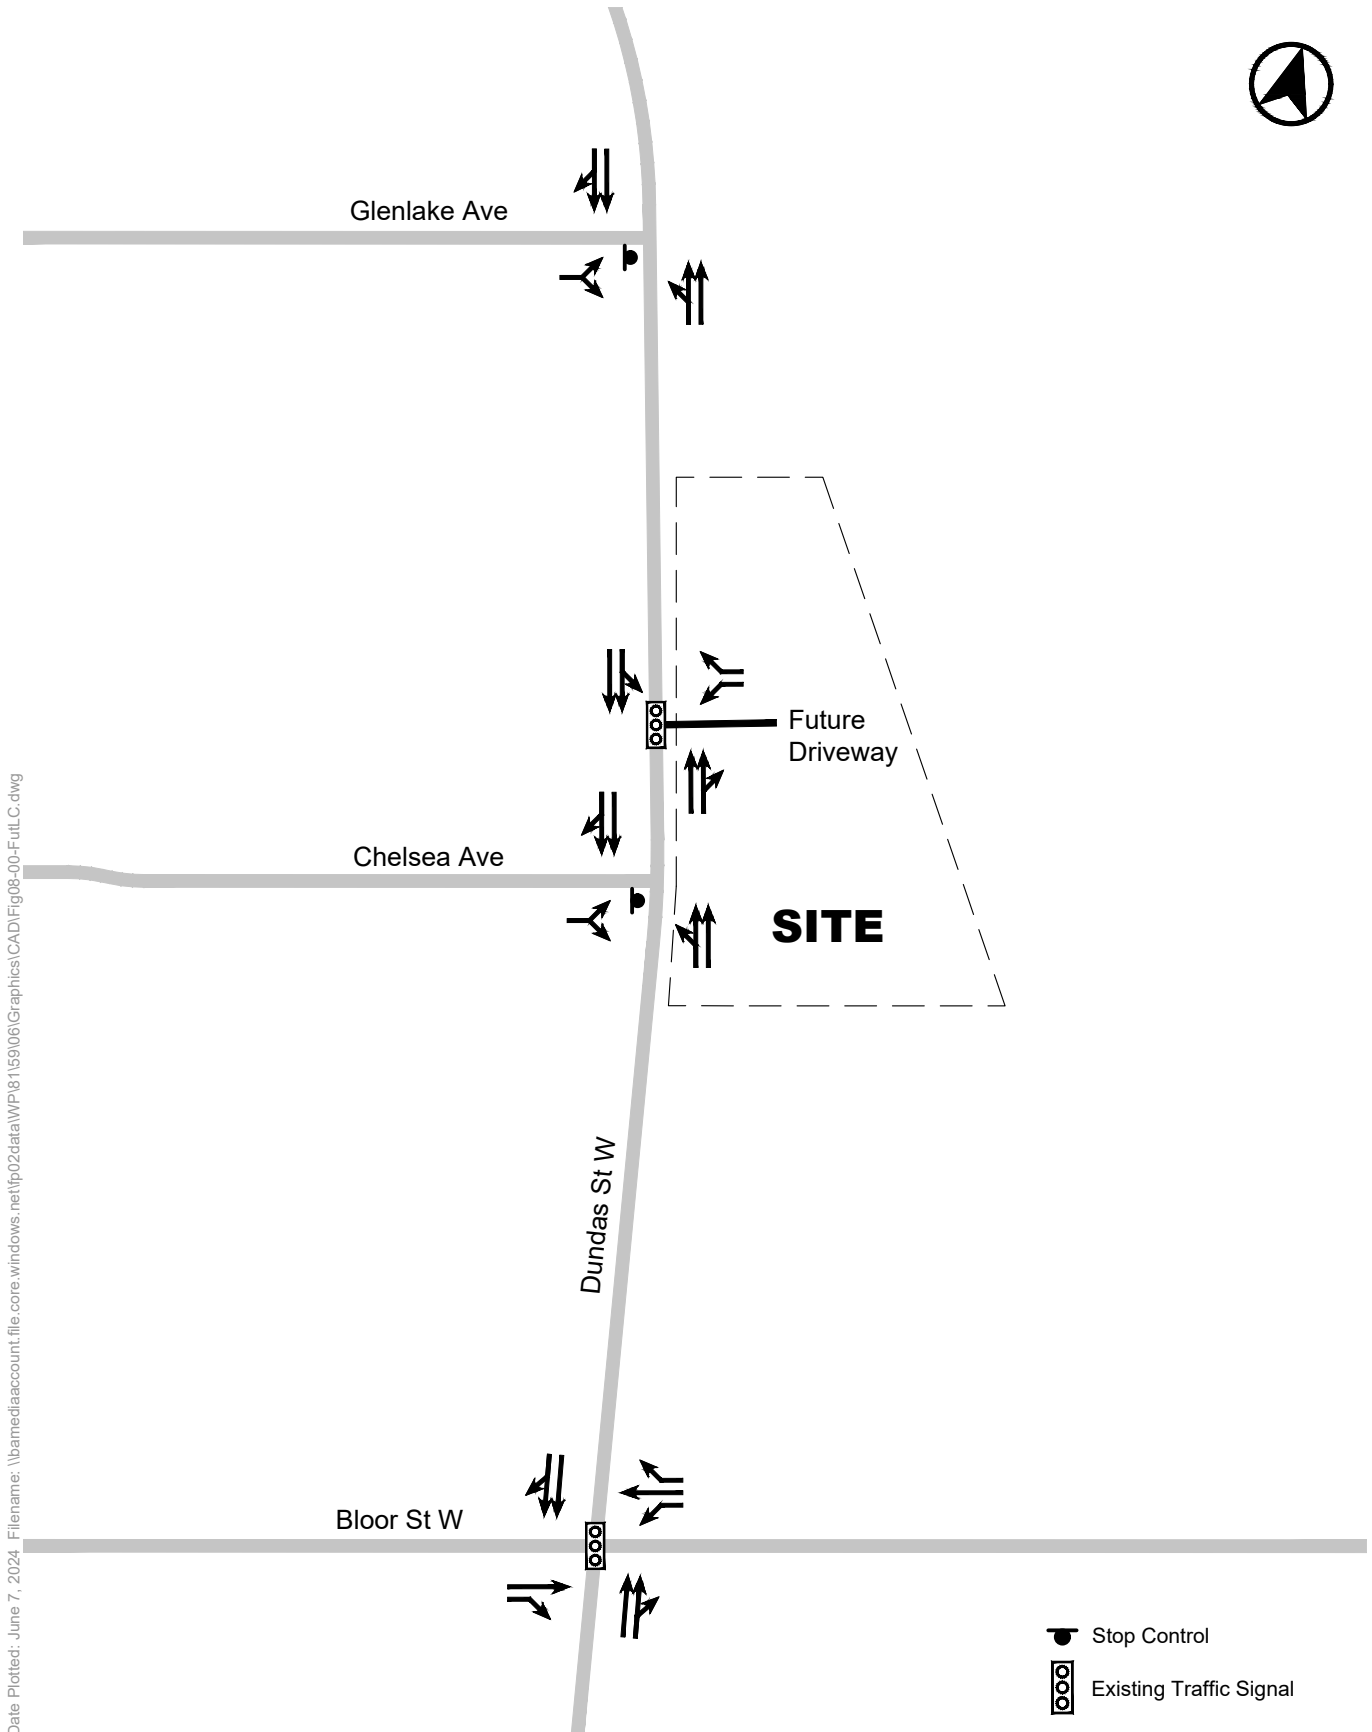 Glenlake Ave
Future
Driveway
Chelsea Ave
SITE
Dundas St W
Bloor St W
Stop Control
Existing Traffic Signal
Date Plotted: June 7, 2024 Filename: \\bamediaaccount.file.core.windows.net\fp02data\WP\81\59\06\Graphics\CAD\Fig08-00-FutLC.dwg